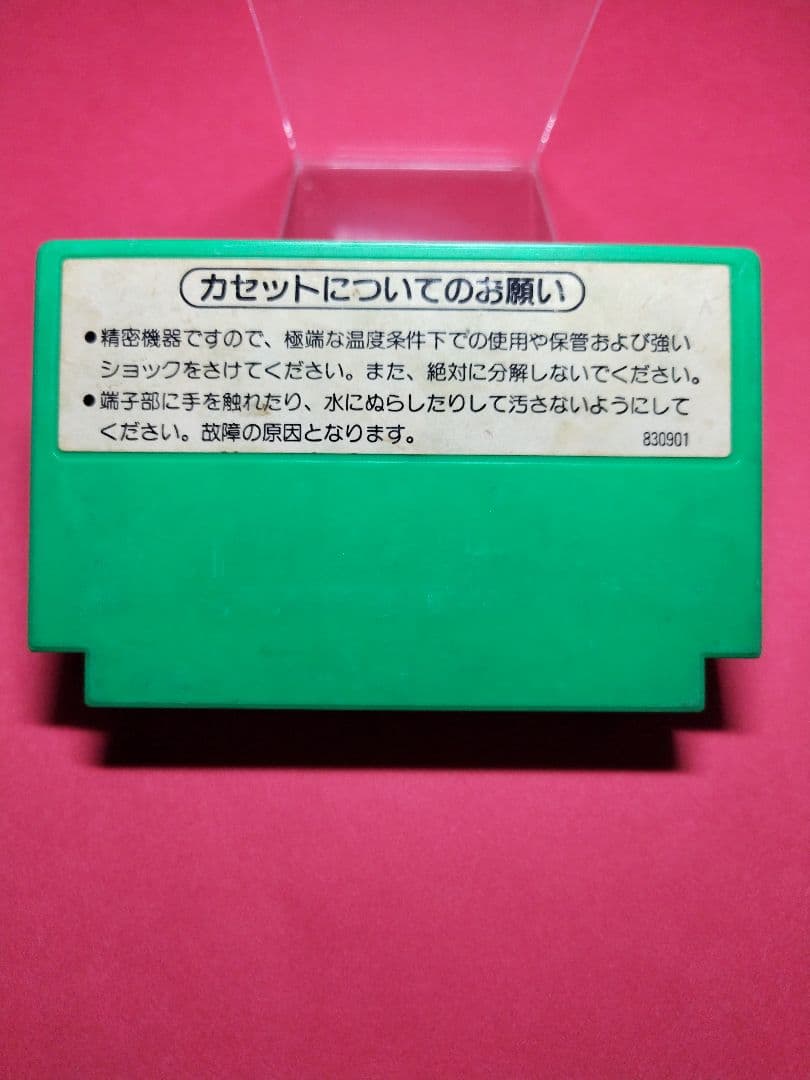 カセットについてのお願い
●精密機器ですので、極端な温度条件下での使用や保管および強い
ショックをさけてください。また、絶対に分解しないでください。
●端子部に手を触れたり、水にぬらしたりして汚さないようにして
ください。故障の原因となります。
830901